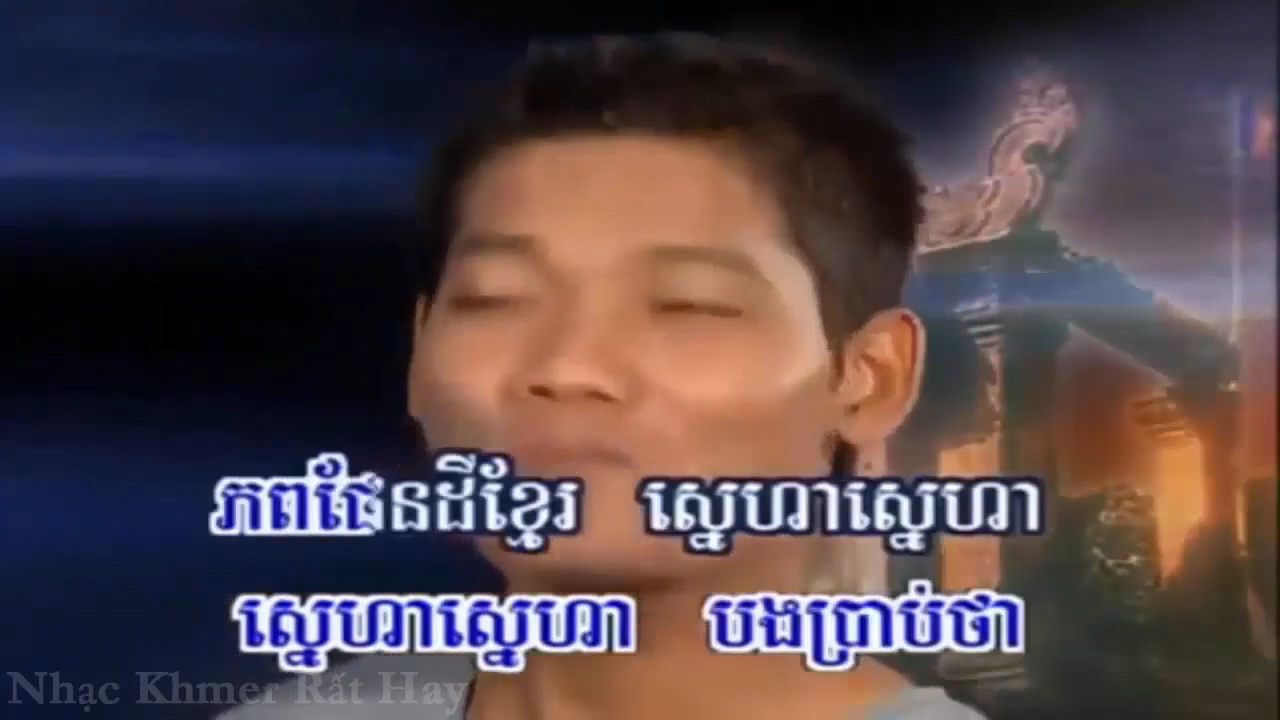 ភពផែនដីខ្មែរ ស្នេហាស្នេហា
ស្នេហាស្នេហា បងប្រាប់ថា
Nhạc Khmer Rất Hay